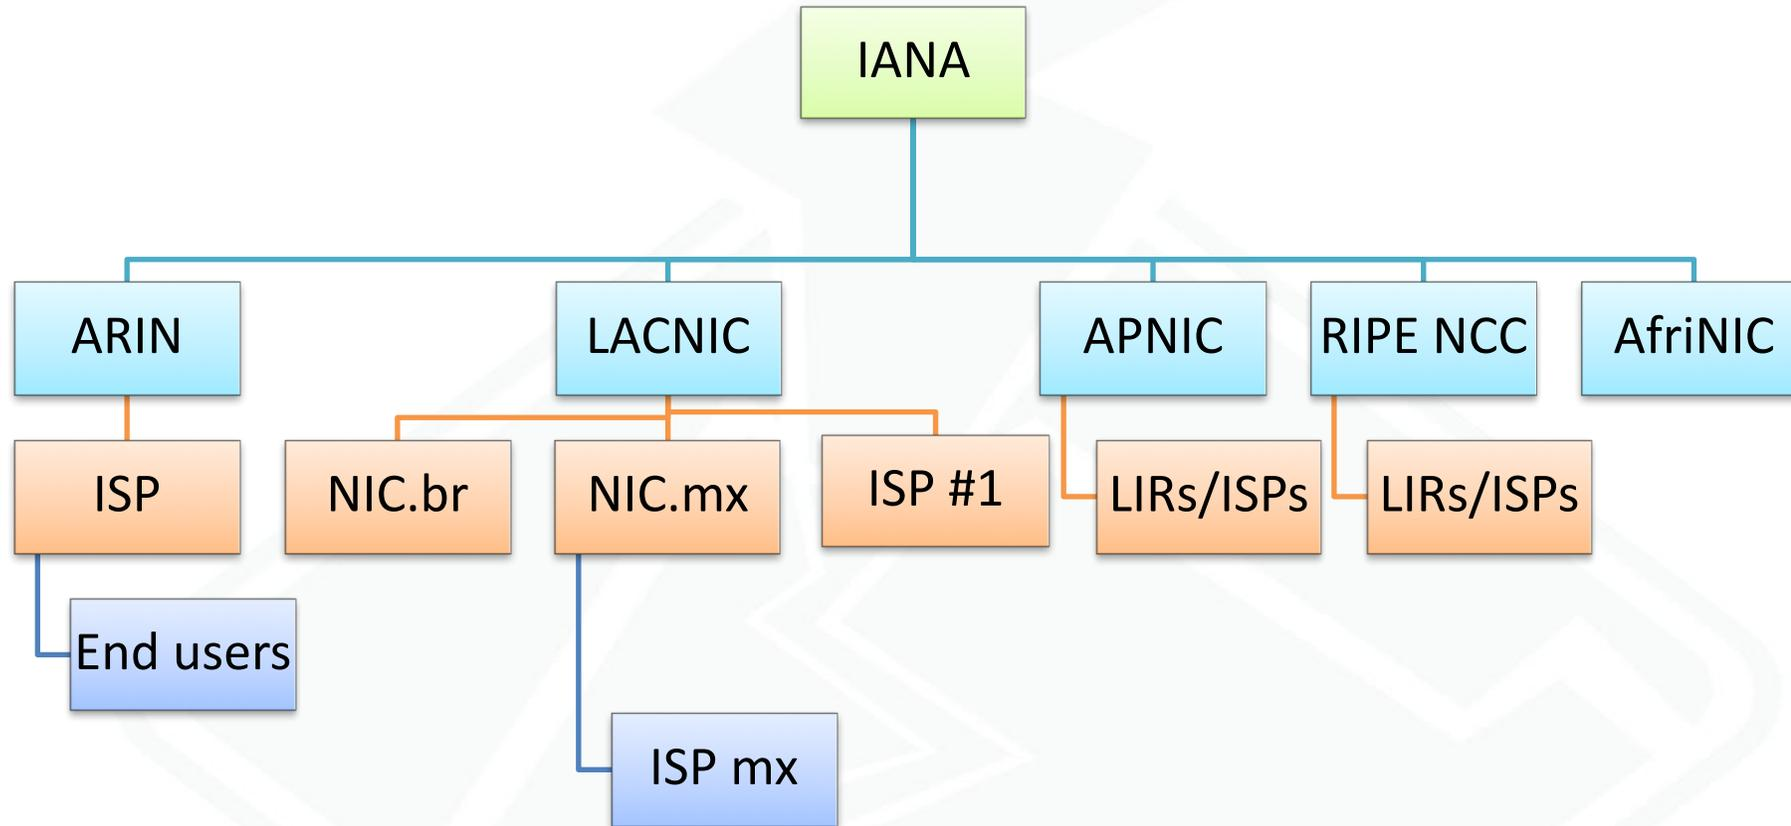 IANA
ARIN
LACNIC
APNIC
RIPE NCC
AfriNIC
ISP
NIC.br
NIC.mx
ISP #1
LIRs/ISPs
LIRs/ISPs
End users
ISP mx